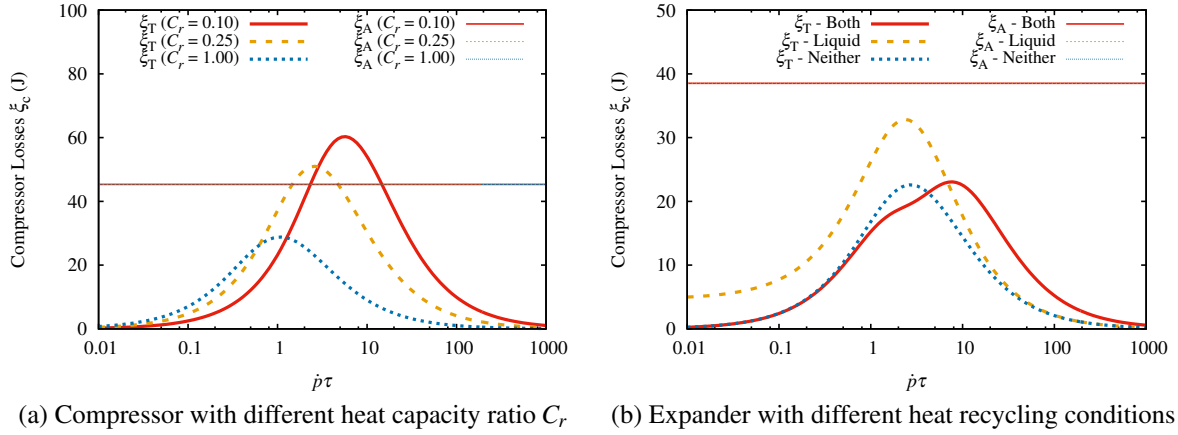 100
80
60
40
20
0
Compressor Losses ξc (J)
ξT (Cr = 0.10)
ξT (Cr = 0.25)
ξT (Cr = 1.00)
ξA (Cr = 0.10)
ξA (Cr = 0.25)
ξA (Cr = 1.00)
0.01 0.1 1 10 100 1000
ṗτ
(a) Compressor with different heat capacity ratio Cr
50
40
30
20
10
0
Compressor Losses ξc (J)
ξT - Both
ξT - Liquid
ξT - Neither
ξA - Both
ξA - Liquid
ξA - Neither
0.01 0.1 1 10 100 1000
ṗτ
(b) Expander with different heat recycling conditions